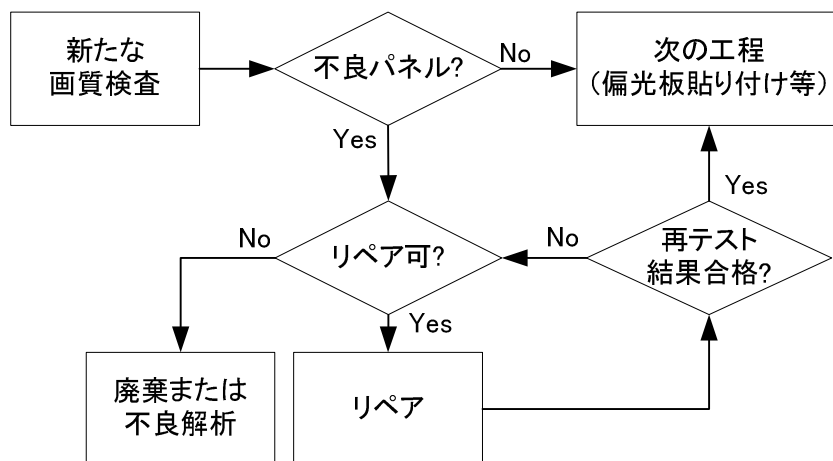 新たな
画質検査
不良パネル?
No
次の工程
（偏光板貼り付け等）
Yes
Yes
No
リペア可?
No
再テスト
結果合格?
Yes
廃棄または
不良解析
リペア